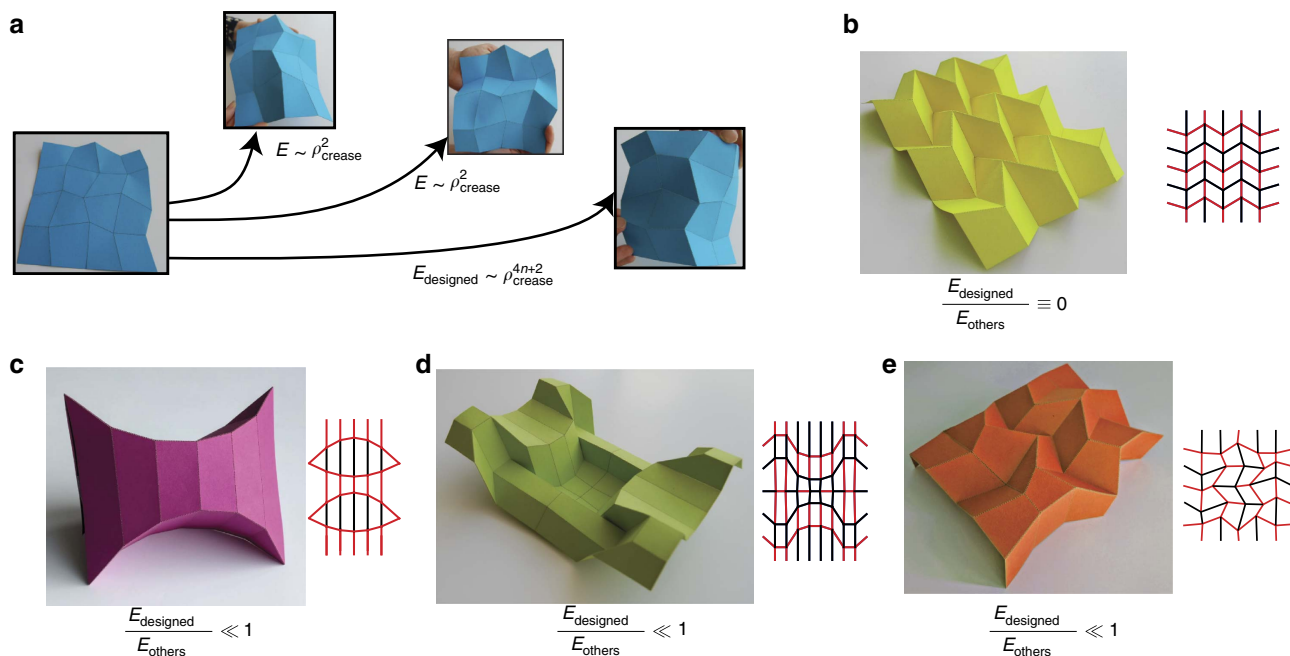 a
E ~ ρ²crease
E ~ ρ²crease
Edesigned ~ ρ⁴ⁿ⁺²crease
b
Edesigned
Eothers
≡ 0
c
Edesigned
Eothers
≪ 1
d
Edesigned
Eothers
≪ 1
e
Edesigned
Eothers
≪ 1